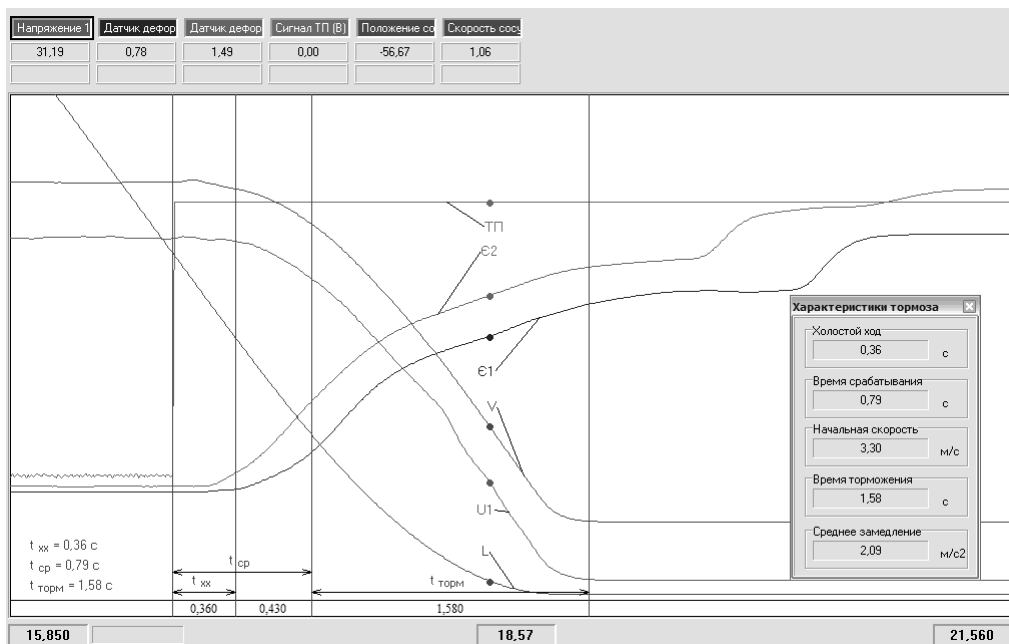 Напряжение 1 Датчик дефор Датчик дефор Сигнал ТП (В) Положение со Скорость сосу
31,19 0,78 1,49 0,00 -56,67 1,06
ТП
Є2
Є1
V
U1
L
Характеристики тормоза
Холостой ход
0,36 с
Время срабатывания
0,79 с
Начальная скорость
3,30 м/с
Время торможения
1,58 с
Среднее замедление
2,09 м/с2
t хх = 0,36 с
t ср = 0,79 с
t торм = 1,58 с
t ср
t хх
t торм
0,360 0,430 1,580
15,850 18,57 21,560